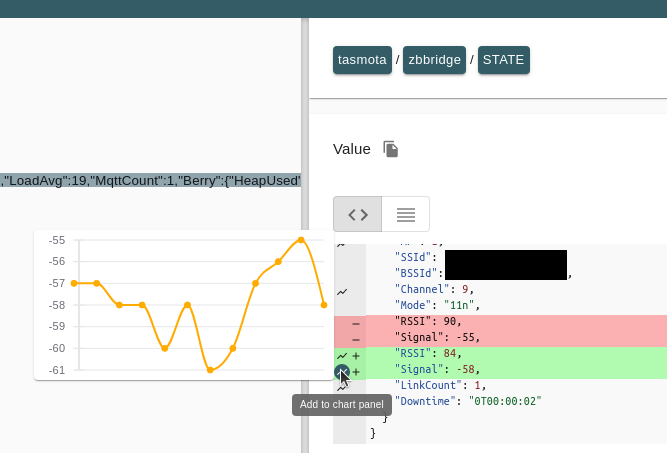 tasmota / zbbridge / STATE
Value
,"LoadAvg":19,"MqttCount":1,"Berry":{"HeapUsed"
-55
-56
-57
-58
-59
-60
-61
"SSId":
"BSSId": ,
"Channel": 9,
"Mode": "11n",
− "RSSI": 90,
− "Signal": -55,
+ "RSSI": 84,
+ "Signal": -58,
"LinkCount": 1,
"Downtime": "0T00:00:02"
}
}
Add to chart panel